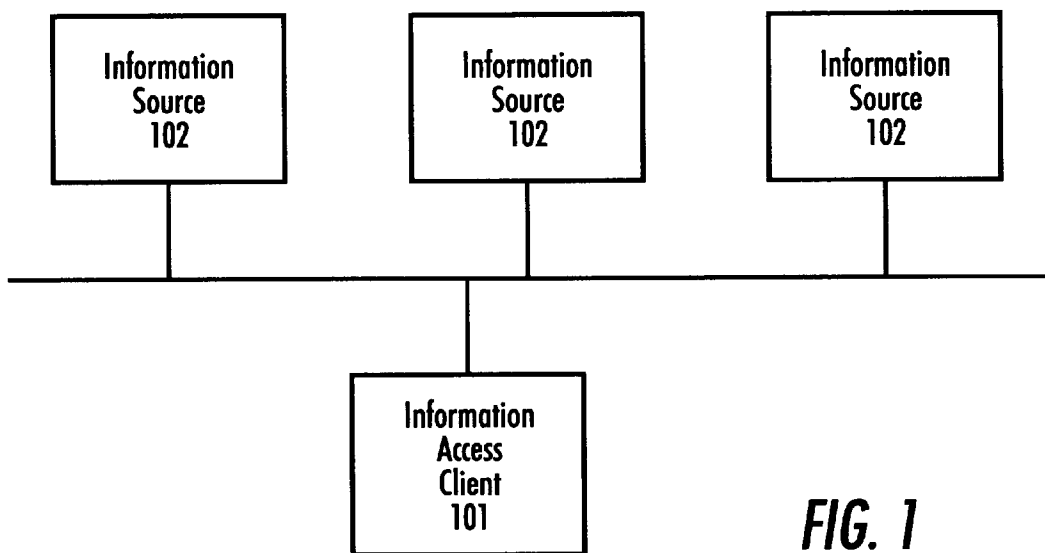 Information
Source
102
Information
Source
102
Information
Source
102
Information
Access
Client
101
FIG. 1